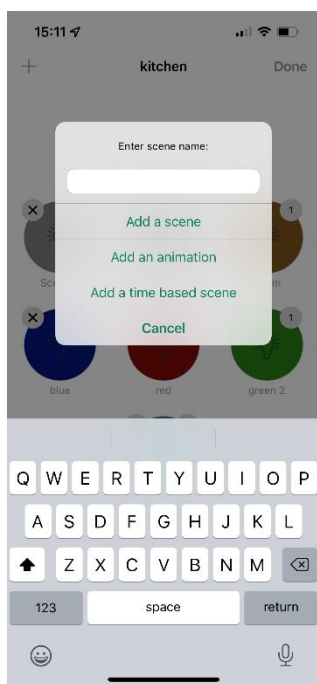 15:11
kitchen
Done
Enter scene name:
1
Add a scene
Add an animation
Add a time based scene
Cancel
1
blue
red
green 2
Q W E R T Y U I O P
A S D F G H J K L
Z X C V B N M
123
space
return